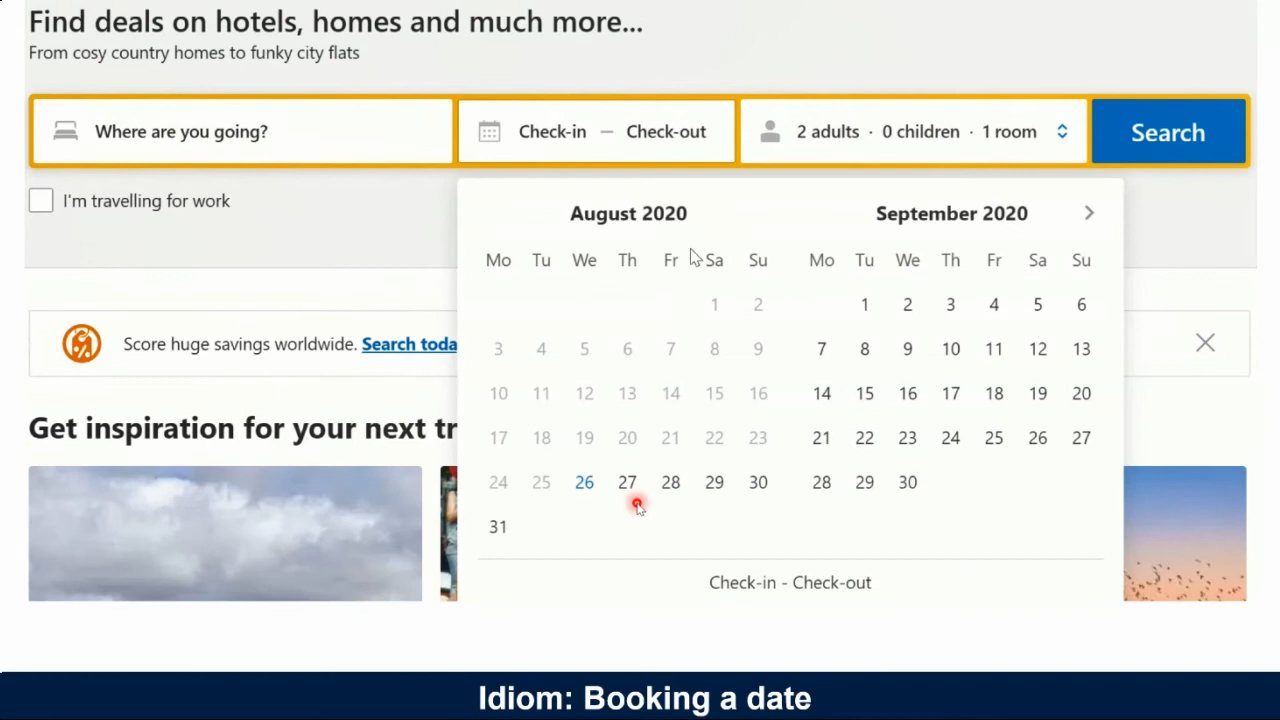 Find deals on hotels, homes and much more...
From cosy country homes to funky city flats
Where are you going?
Check-in — Check-out
2 adults · 0 children · 1 room
Search
I'm travelling for work
August 2020
Mo Tu We Th Fr Sa Su
1 2
3 4 5 6 7 8 9
10 11 12 13 14 15 16
17 18 19 20 21 22 23
24 25 26 27 28 29 30
31
September 2020
Mo Tu We Th Fr Sa Su
1 2 3 4 5 6
7 8 9 10 11 12 13
14 15 16 17 18 19 20
21 22 23 24 25 26 27
28 29 30
Check-in - Check-out
Score huge savings worldwide. Search toda
Get inspiration for your next tr
Idiom: Booking a date